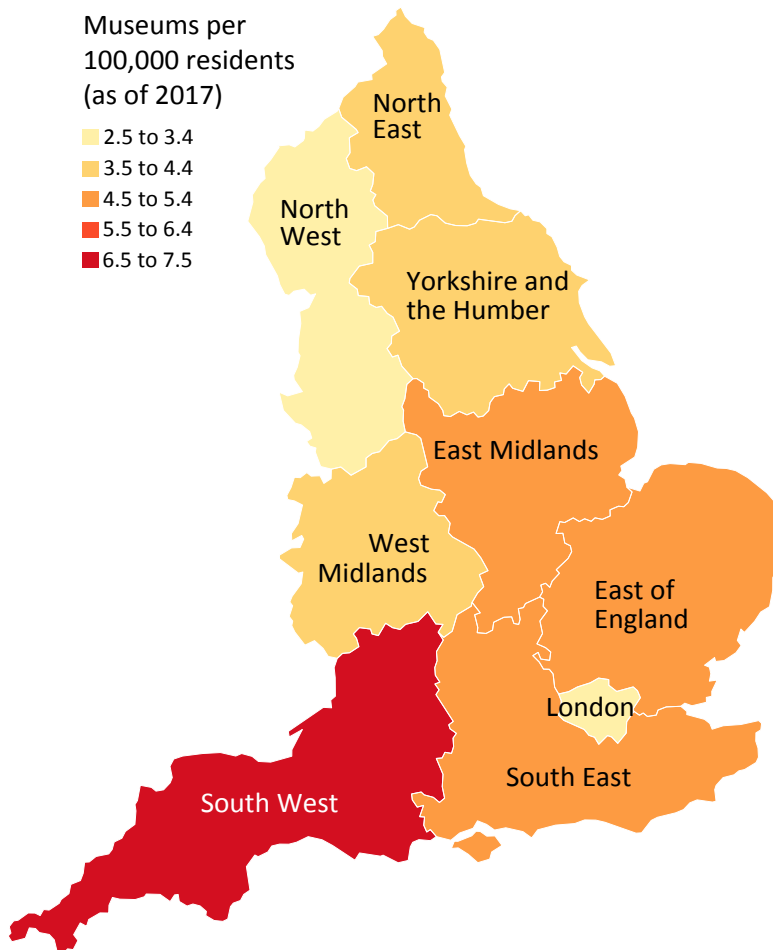 Museums per
100,000 residents
(as of 2017)
2.5 to 3.4
3.5 to 4.4
4.5 to 5.4
5.5 to 6.4
6.5 to 7.5
North
East
North
West
Yorkshire and
the Humber
East Midlands
West
Midlands
East of
England
London
South East
South West